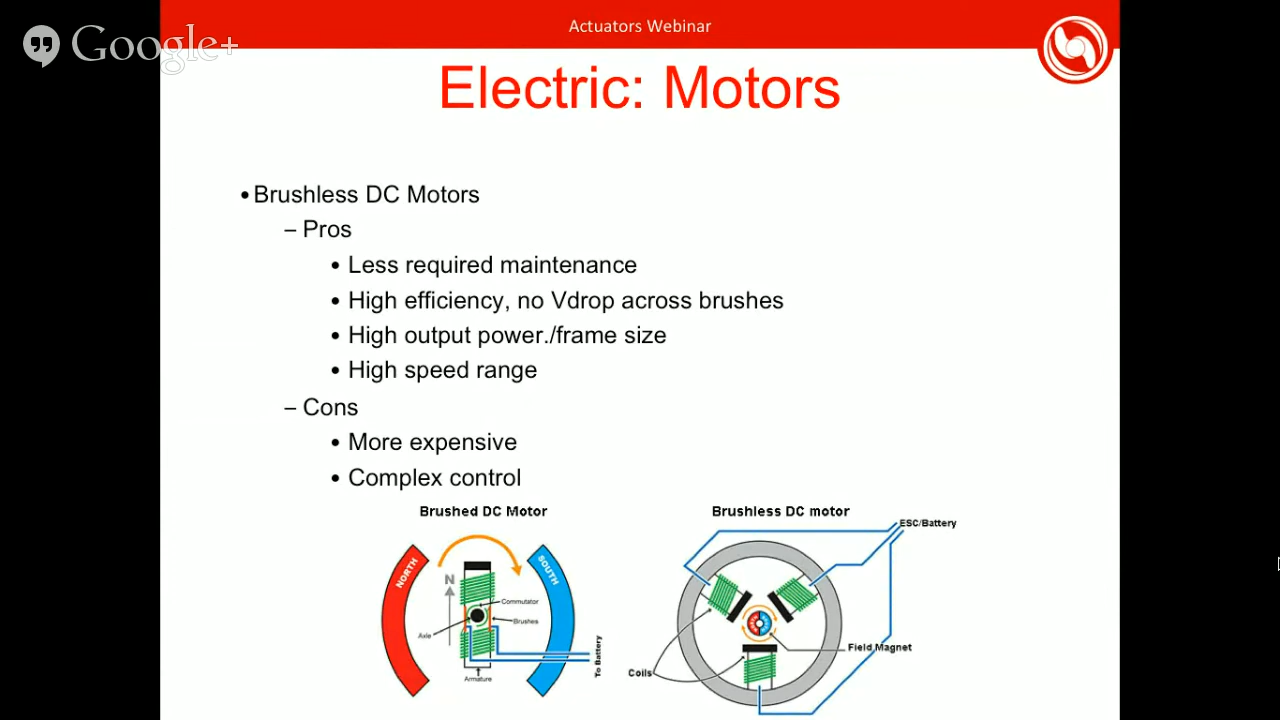 Google+
Actuators Webinar
Electric: Motors
• Brushless DC Motors
– Pros
• Less required maintenance
• High efficiency, no Vdrop across brushes
• High output power./frame size
• High speed range
– Cons
• More expensive
• Complex control
Brushed DC Motor
NORTH
SOUTH
N
Commutator
Brushes
Axle
Armature
To Battery
Brushless DC motor
ESC/Battery
Field Magnet
Coils